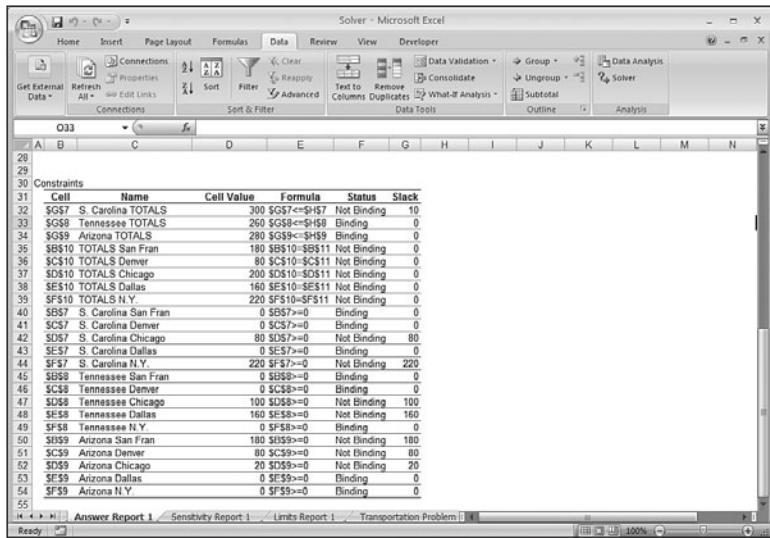 Solver - Microsoft Excel
Home Insert Page Layout Formulas Data Review View Developer
Get External Data
Refresh All
Connections
Properties
Edit Links
Connections
Sort
Filter
Clear
Reapply
Advanced
Sort & Filter
Text to Columns
Remove Duplicates
Data Validation
Consolidate
What-If Analysis
Data Tools
Group
Ungroup
Subtotal
Outline
Data Analysis
Solver
Analysis
O33 fx
A B C D E F G H I J K L M N
28
29
30 Constraints
31 Cell Name Cell Value Formula Status Slack
32 $G$7 S. Carolina TOTALS 300 $G$7<=$H$7 Not Binding 10
33 $G$8 Tennessee TOTALS 260 $G$8<=$H$8 Binding 0
34 $G$9 Arizona TOTALS 280 $G$9<=$H$9 Binding 0
35 $B$10 TOTALS San Fran 180 $B$10=$B$11 Not Binding 0
36 $C$10 TOTALS Denver 80 $C$10=$C$11 Not Binding 0
37 $D$10 TOTALS Chicago 200 $D$10=$D$11 Not Binding 0
38 $E$10 TOTALS Dallas 160 $E$10=$E$11 Not Binding 0
39 $F$10 TOTALS N.Y. 220 $F$10=$F$11 Not Binding 0
40 $B$7 S. Carolina San Fran 0 $B$7>=0 Binding 0
41 $C$7 S. Carolina Denver 0 $C$7>=0 Binding 0
42 $D$7 S. Carolina Chicago 80 $D$7>=0 Not Binding 80
43 $E$7 S. Carolina Dallas 0 $E$7>=0 Binding 0
44 $F$7 S. Carolina N.Y. 220 $F$7>=0 Not Binding 220
45 $B$8 Tennessee San Fran 0 $B$8>=0 Binding 0
46 $C$8 Tennessee Denver 0 $C$8>=0 Binding 0
47 $D$8 Tennessee Chicago 100 $D$8>=0 Not Binding 100
48 $E$8 Tennessee Dallas 160 $E$8>=0 Not Binding 160
49 $F$8 Tennessee N.Y. 0 $F$8>=0 Binding 0
50 $B$9 Arizona San Fran 180 $B$9>=0 Not Binding 180
51 $C$9 Arizona Denver 80 $C$9>=0 Not Binding 80
52 $D$9 Arizona Chicago 20 $D$9>=0 Not Binding 20
53 $E$9 Arizona Dallas 0 $E$9>=0 Binding 0
54 $F$9 Arizona N.Y. 0 $F$9>=0 Binding 0
55
Answer Report 1 Sensitivity Report 1 Limits Report 1 Transportation Problem
Ready 100%